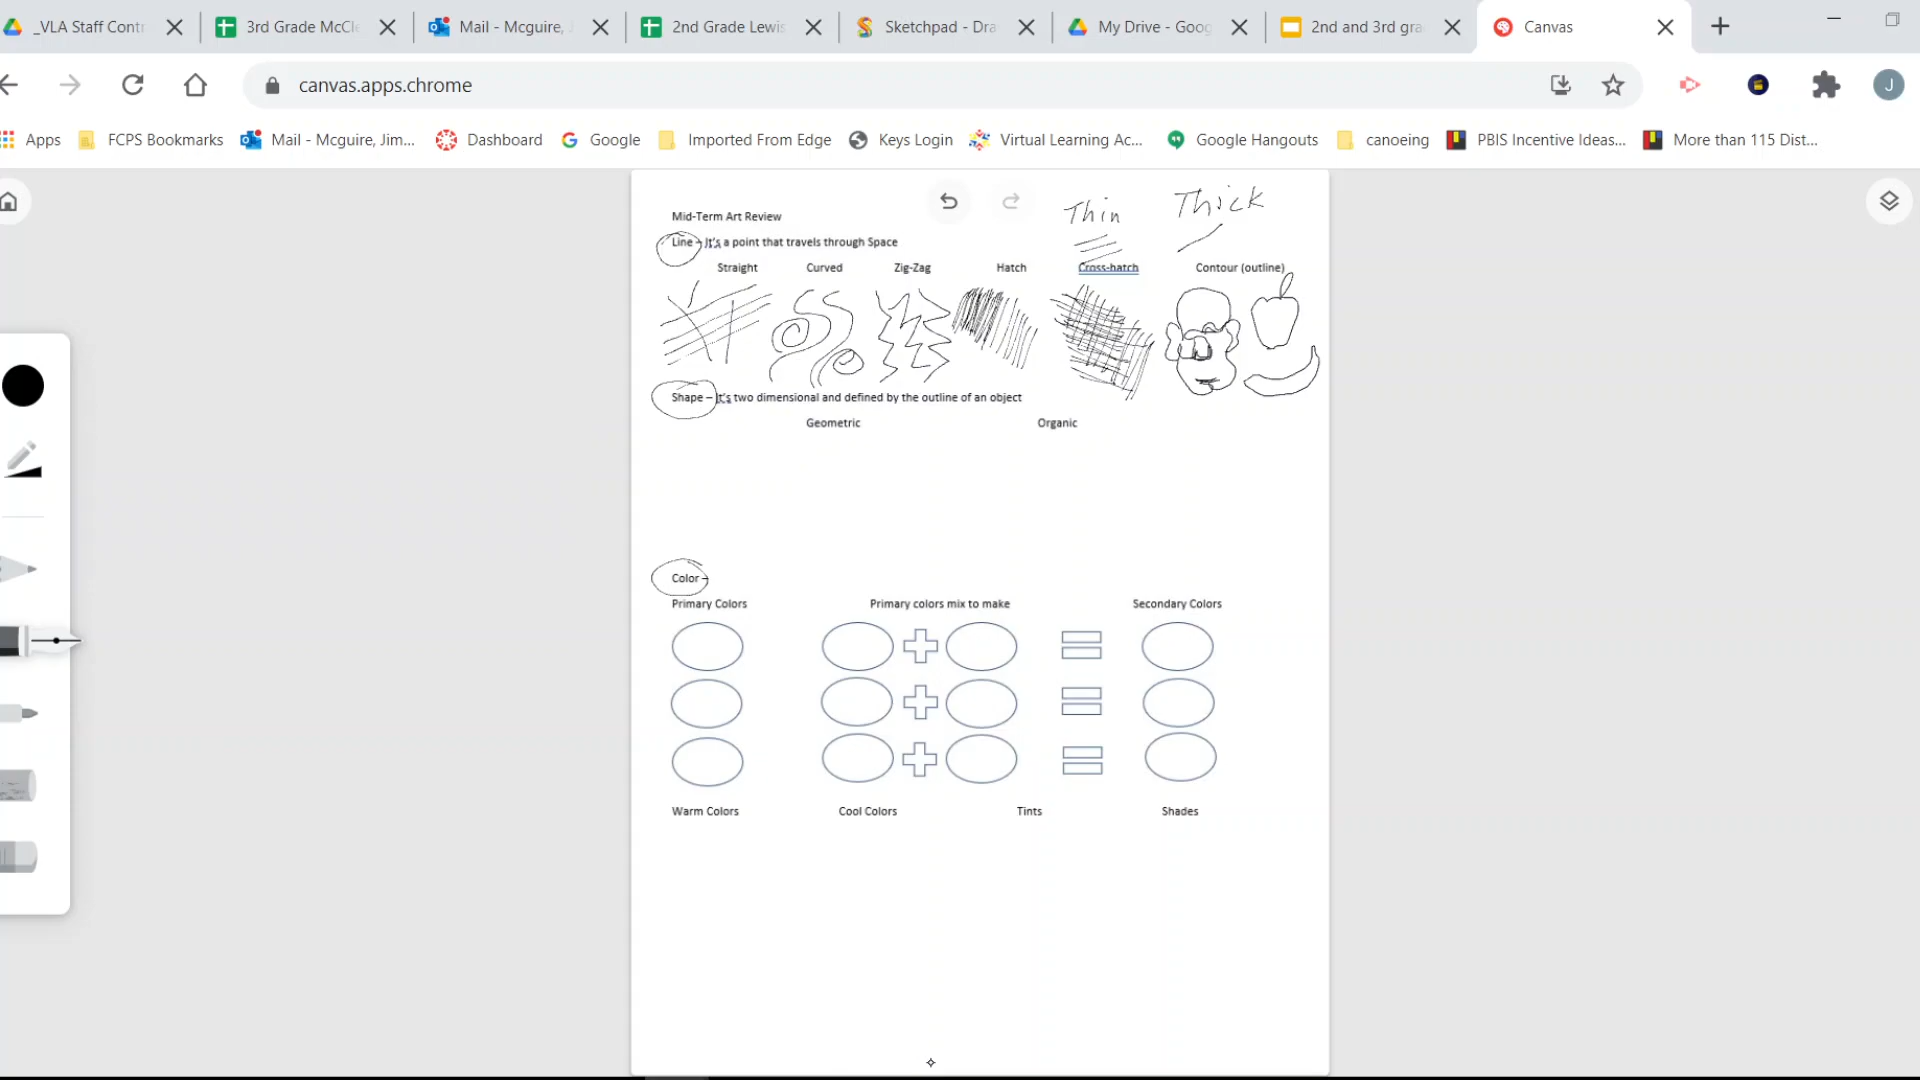 _VLA Staff Contr
3rd Grade McCle
Mail - Mcguire, J
2nd Grade Lewis
Sketchpad - Dra
My Drive - Goog
2nd and 3rd gra
Canvas
canvas.apps.chrome
J
Apps
FCPS Bookmarks
Mail - Mcguire, Jim...
Dashboard
Google
Imported From Edge
Keys Login
Virtual Learning Ac...
Google Hangouts
canoeing
PBIS Incentive Ideas...
More than 115 Dist...
Thin
Thick
Mid-Term Art Review
Line – It's a point that travels through Space
Straight
Curved
Zig-Zag
Hatch
Cross-hatch
Contour (outline)
Shape – It's two dimensional and defined by the outline of an object
Geometric
Organic
Color –
Primary Colors
Primary colors mix to make
Secondary Colors
Warm Colors
Cool Colors
Tints
Shades